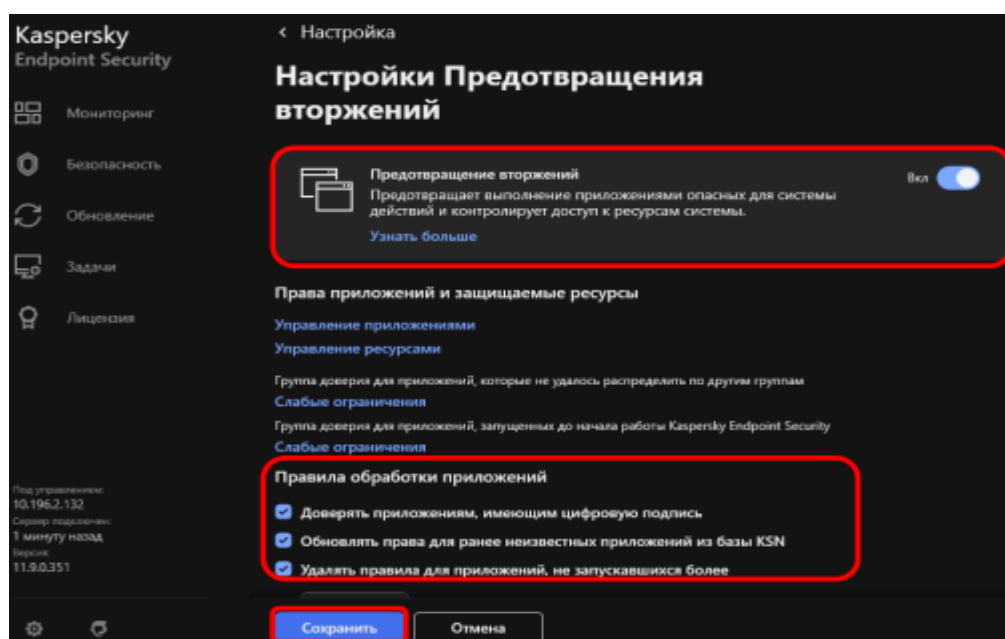 Kaspersky
Endpoint Security
Мониторинг
Безопасность
Обновление
Задачи
Лицензия
Под управлением:
10.196.2.132
Сервер подключен:
1 минуту назад
Версия:
11.9.0.351
< Настройка
Настройки Предотвращения
вторжений
Предотвращение вторжений
Вкл
Предотвращает выполнение приложениями опасных для системы
действий и контролирует доступ к ресурсам системы.
Узнать больше
Права приложений и защищаемые ресурсы
Управление приложениями
Управление ресурсами
Группа доверия для приложений, которые не удалось распределить по другим группам
Слабые ограничения
Группа доверия для приложений, запущенных до начала работы Kaspersky Endpoint Security
Слабые ограничения
Правила обработки приложений
Доверять приложениям, имеющим цифровую подпись
Обновлять права для ранее неизвестных приложений из базы KSN
Удалять правила для приложений, не запускавшихся более
Сохранить
Отмена